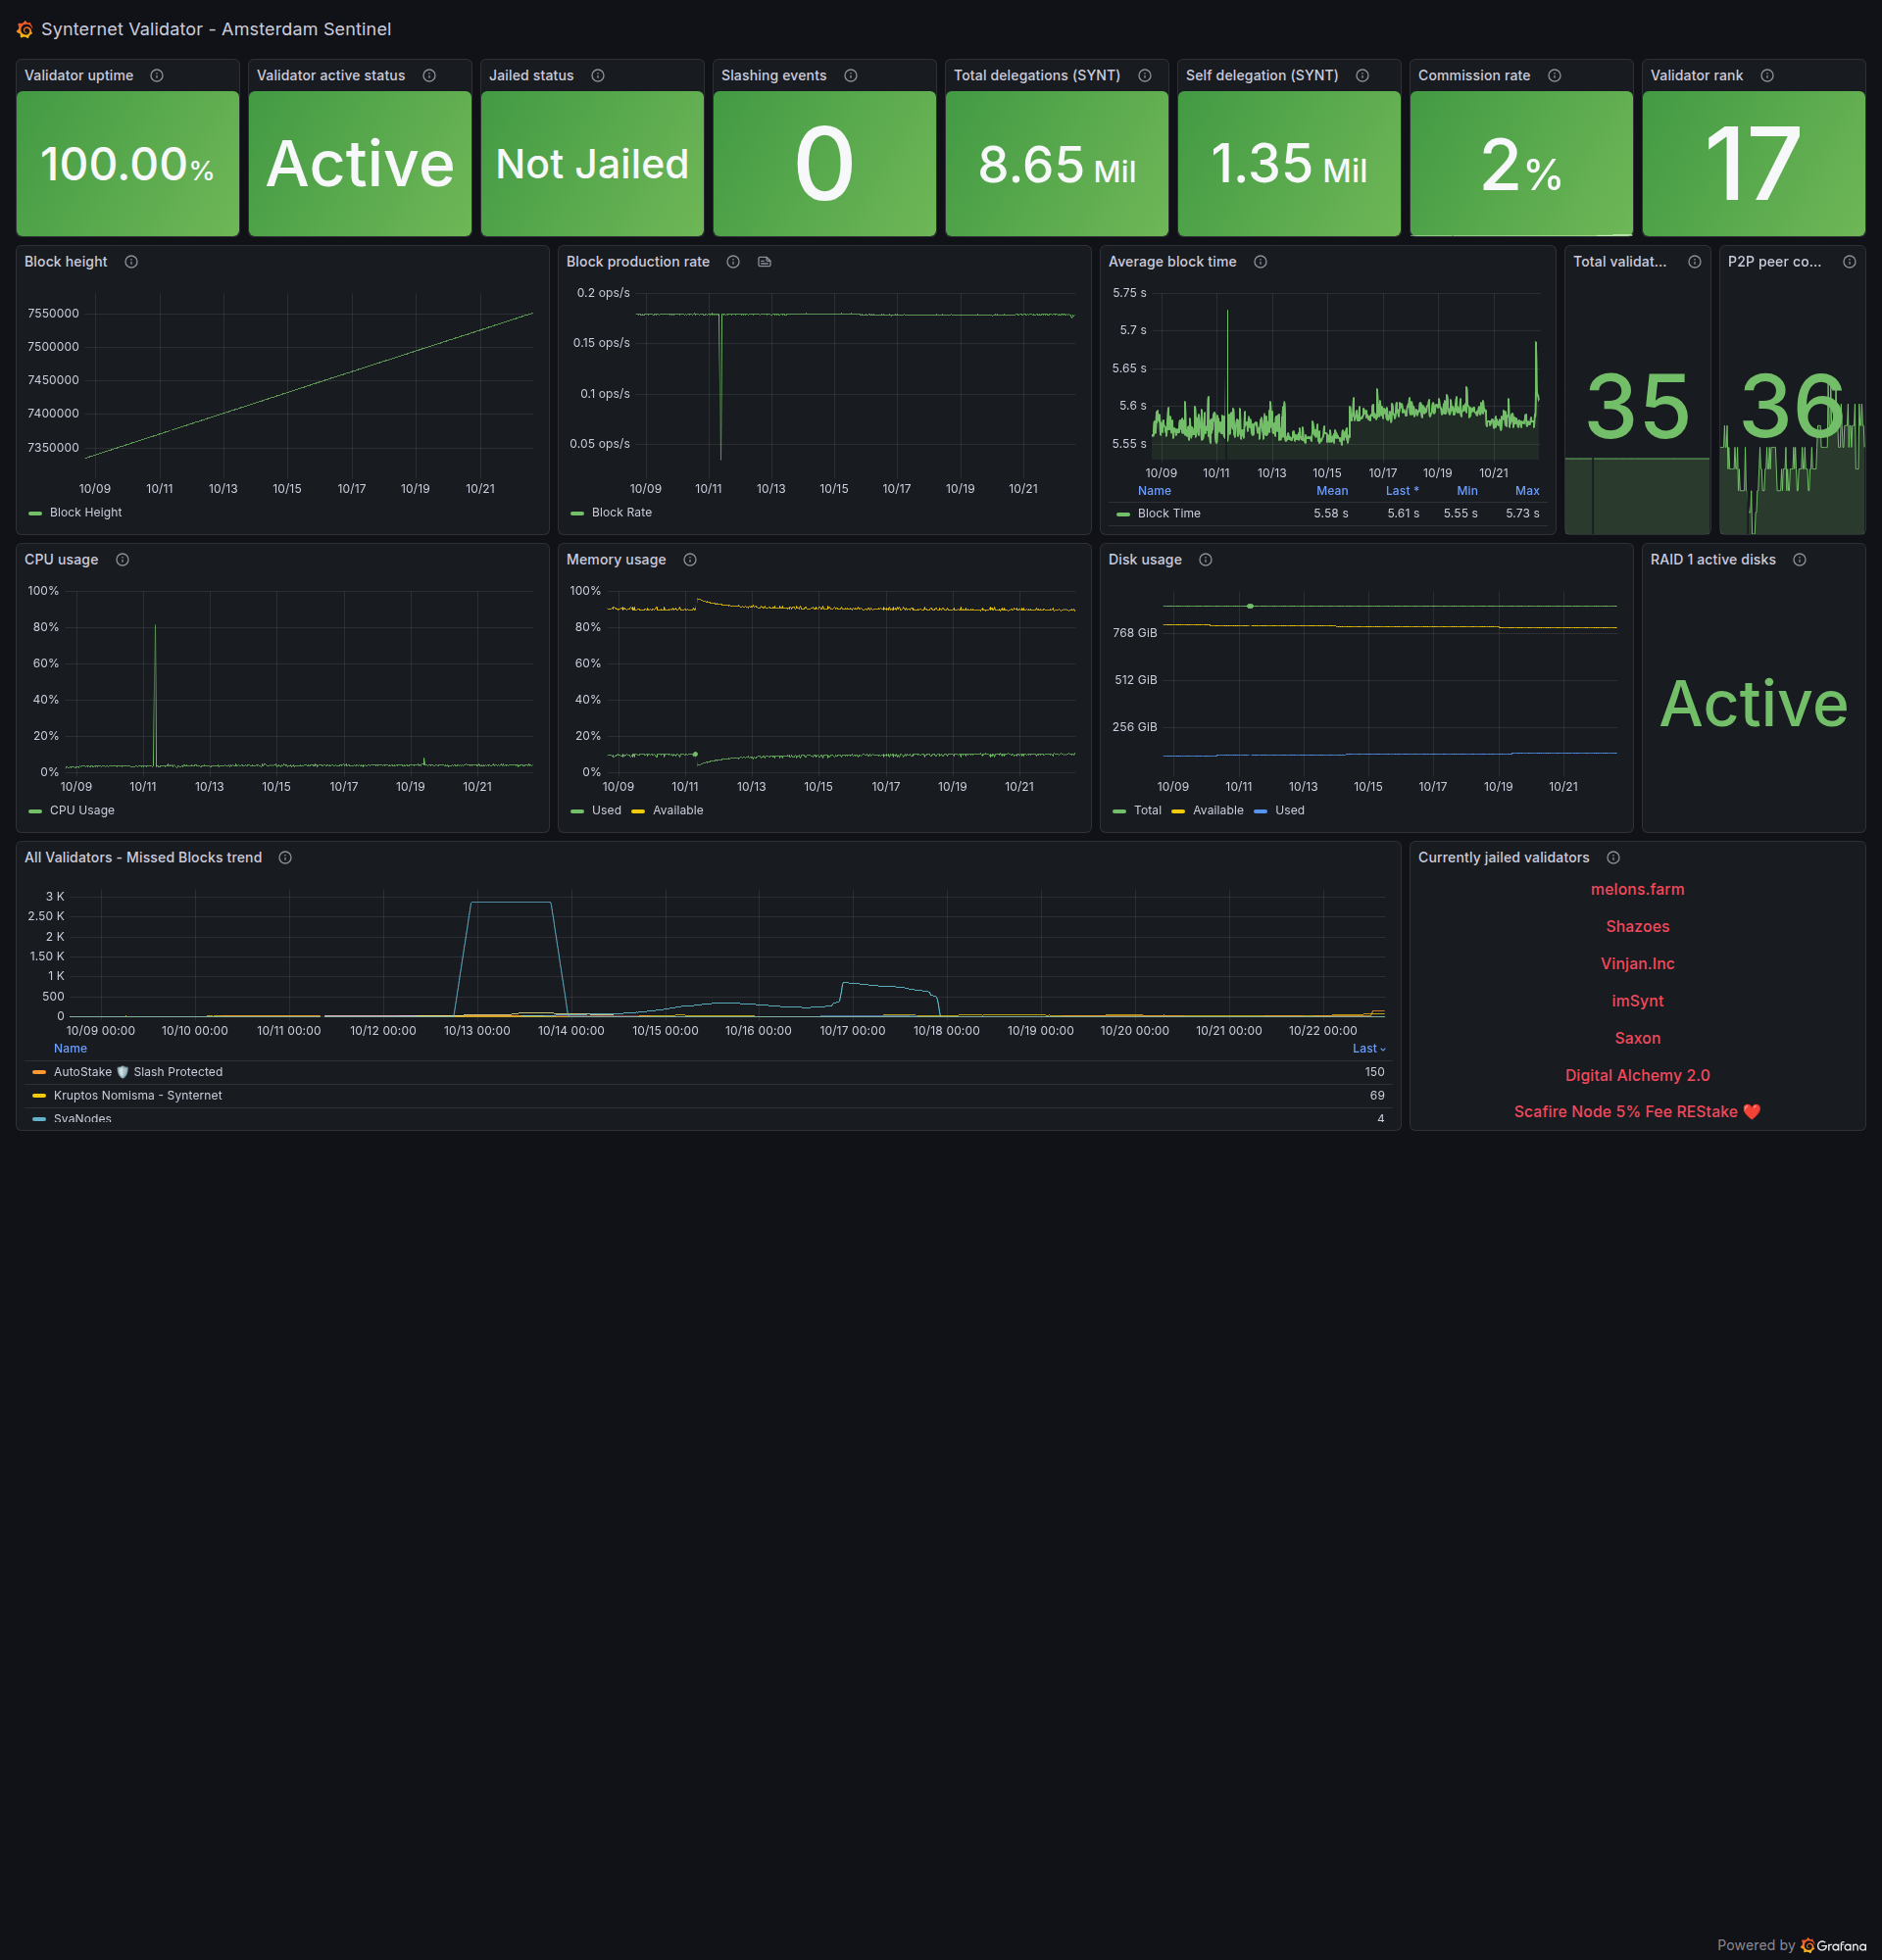 Synternet Validator - Amsterdam Sentinel
Validator uptime
100.00%
Validator active status
Active
Jailed status
Not Jailed
Slashing events
0
Total delegations (SYNT)
8.65 Mil
Self delegation (SYNT)
1.35 Mil
Commission rate
2%
Validator rank
17
Block height
7550000
7500000
7450000
7400000
7350000
10/09 10/11 10/13 10/15 10/17 10/19 10/21
Block Height
Block production rate
0.2 ops/s
0.15 ops/s
0.1 ops/s
0.05 ops/s
10/09 10/11 10/13 10/15 10/17 10/19 10/21
Block Rate
Average block time
5.75 s
5.7 s
5.65 s
5.6 s
5.55 s
10/09 10/11 10/13 10/15 10/17 10/19 10/21
Name Mean Last * Min Max
Block Time 5.58 s 5.61 s 5.55 s 5.73 s
Total validat...
35
P2P peer co...
36
CPU usage
100%
80%
60%
40%
20%
0%
10/09 10/11 10/13 10/15 10/17 10/19 10/21
CPU Usage
Memory usage
100%
80%
60%
40%
20%
0%
10/09 10/11 10/13 10/15 10/17 10/19 10/21
Used Available
Disk usage
768 GiB
512 GiB
256 GiB
10/09 10/11 10/13 10/15 10/17 10/19 10/21
Total Available Used
RAID 1 active disks
Active
All Validators - Missed Blocks trend
3 K
2.50 K
2 K
1.50 K
1 K
500
0
10/09 00:00 10/10 00:00 10/11 00:00 10/12 00:00 10/13 00:00 10/14 00:00 10/15 00:00 10/16 00:00 10/17 00:00 10/18 00:00 10/19 00:00 10/20 00:00 10/21 00:00 10/22 00:00
Name Last
AutoStake 🛡️ Slash Protected 150
Kruptos Nomisma - Synternet 69
SyaNodes 4
Currently jailed validators
melons.farm
Shazoes
Vinjan.Inc
imSynt
Saxon
Digital Alchemy 2.0
Scafire Node 5% Fee REStake ❤️
Powered by Grafana